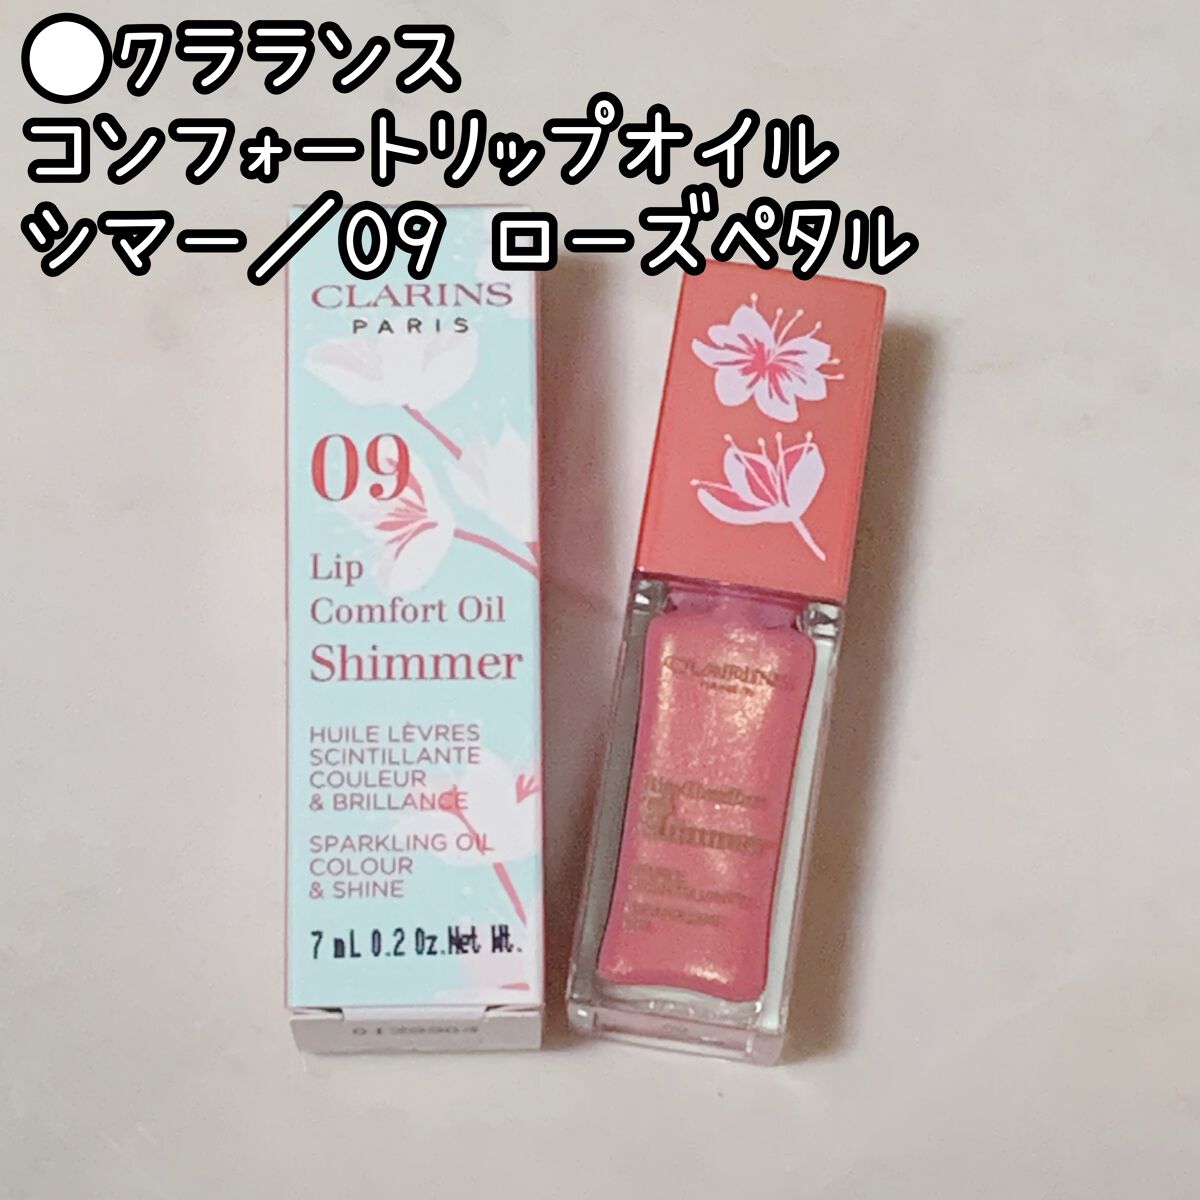 ●クラランス
コンフォートリップオイル
シマー/09 ローズペタル
CLARINS
PARIS
09
Lip
Comfort Oil
Shimmer
HUILE LÈVRES
SCINTILLANTE
COULEUR
& BRILLANCE
SPARKLING OIL
COLOUR
& SHINE
7 mL 0.2 Oz.Net Wt.
CLARINS
Shimmer